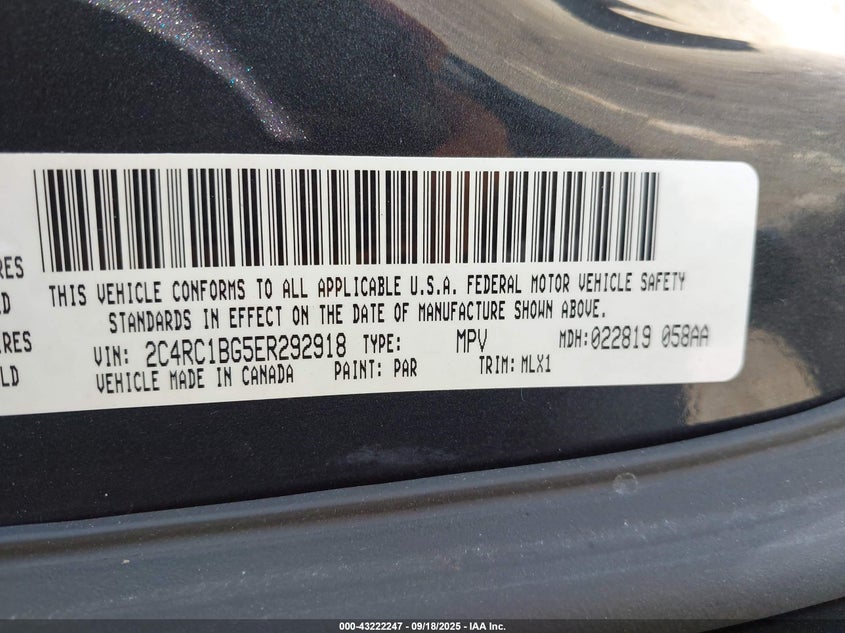 RES
THIS VEHICLE CONFORMS TO ALL APPLICABLE U.S.A. FEDERAL MOTOR VEHICLE SAFETY
LD
STANDARDS IN EFFECT ON THE DATE OF MANUFACTURE SHOWN ABOVE.
IRES
VIN: 2C4RC1BG5ER292918 TYPE: MPV MDH:022819 058AA
LD
VEHICLE MADE IN CANADA PAINT: PAR TRIM: MLX1
000-43222247 - 09/18/2025 - IAA Inc.